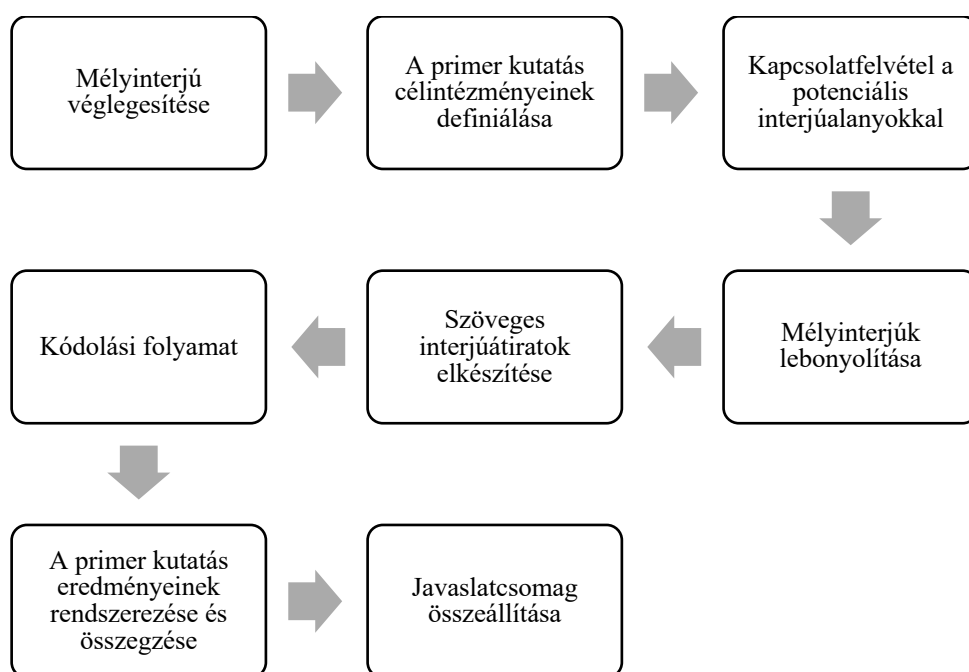 Mélyinterjú
véglegesítése
A primer kutatás
célintézményeinek
definiálása
Kapcsolatfelvétel a
potenciális
interjúalanyokkal
Mélyinterjúk
lebonyolítása
Szöveges
interjúátiratok
elkészítése
Kódolási folyamat
A primer kutatás
eredményeinek
rendszerezése és
összegzése
Javaslatcsomag
összeállítása